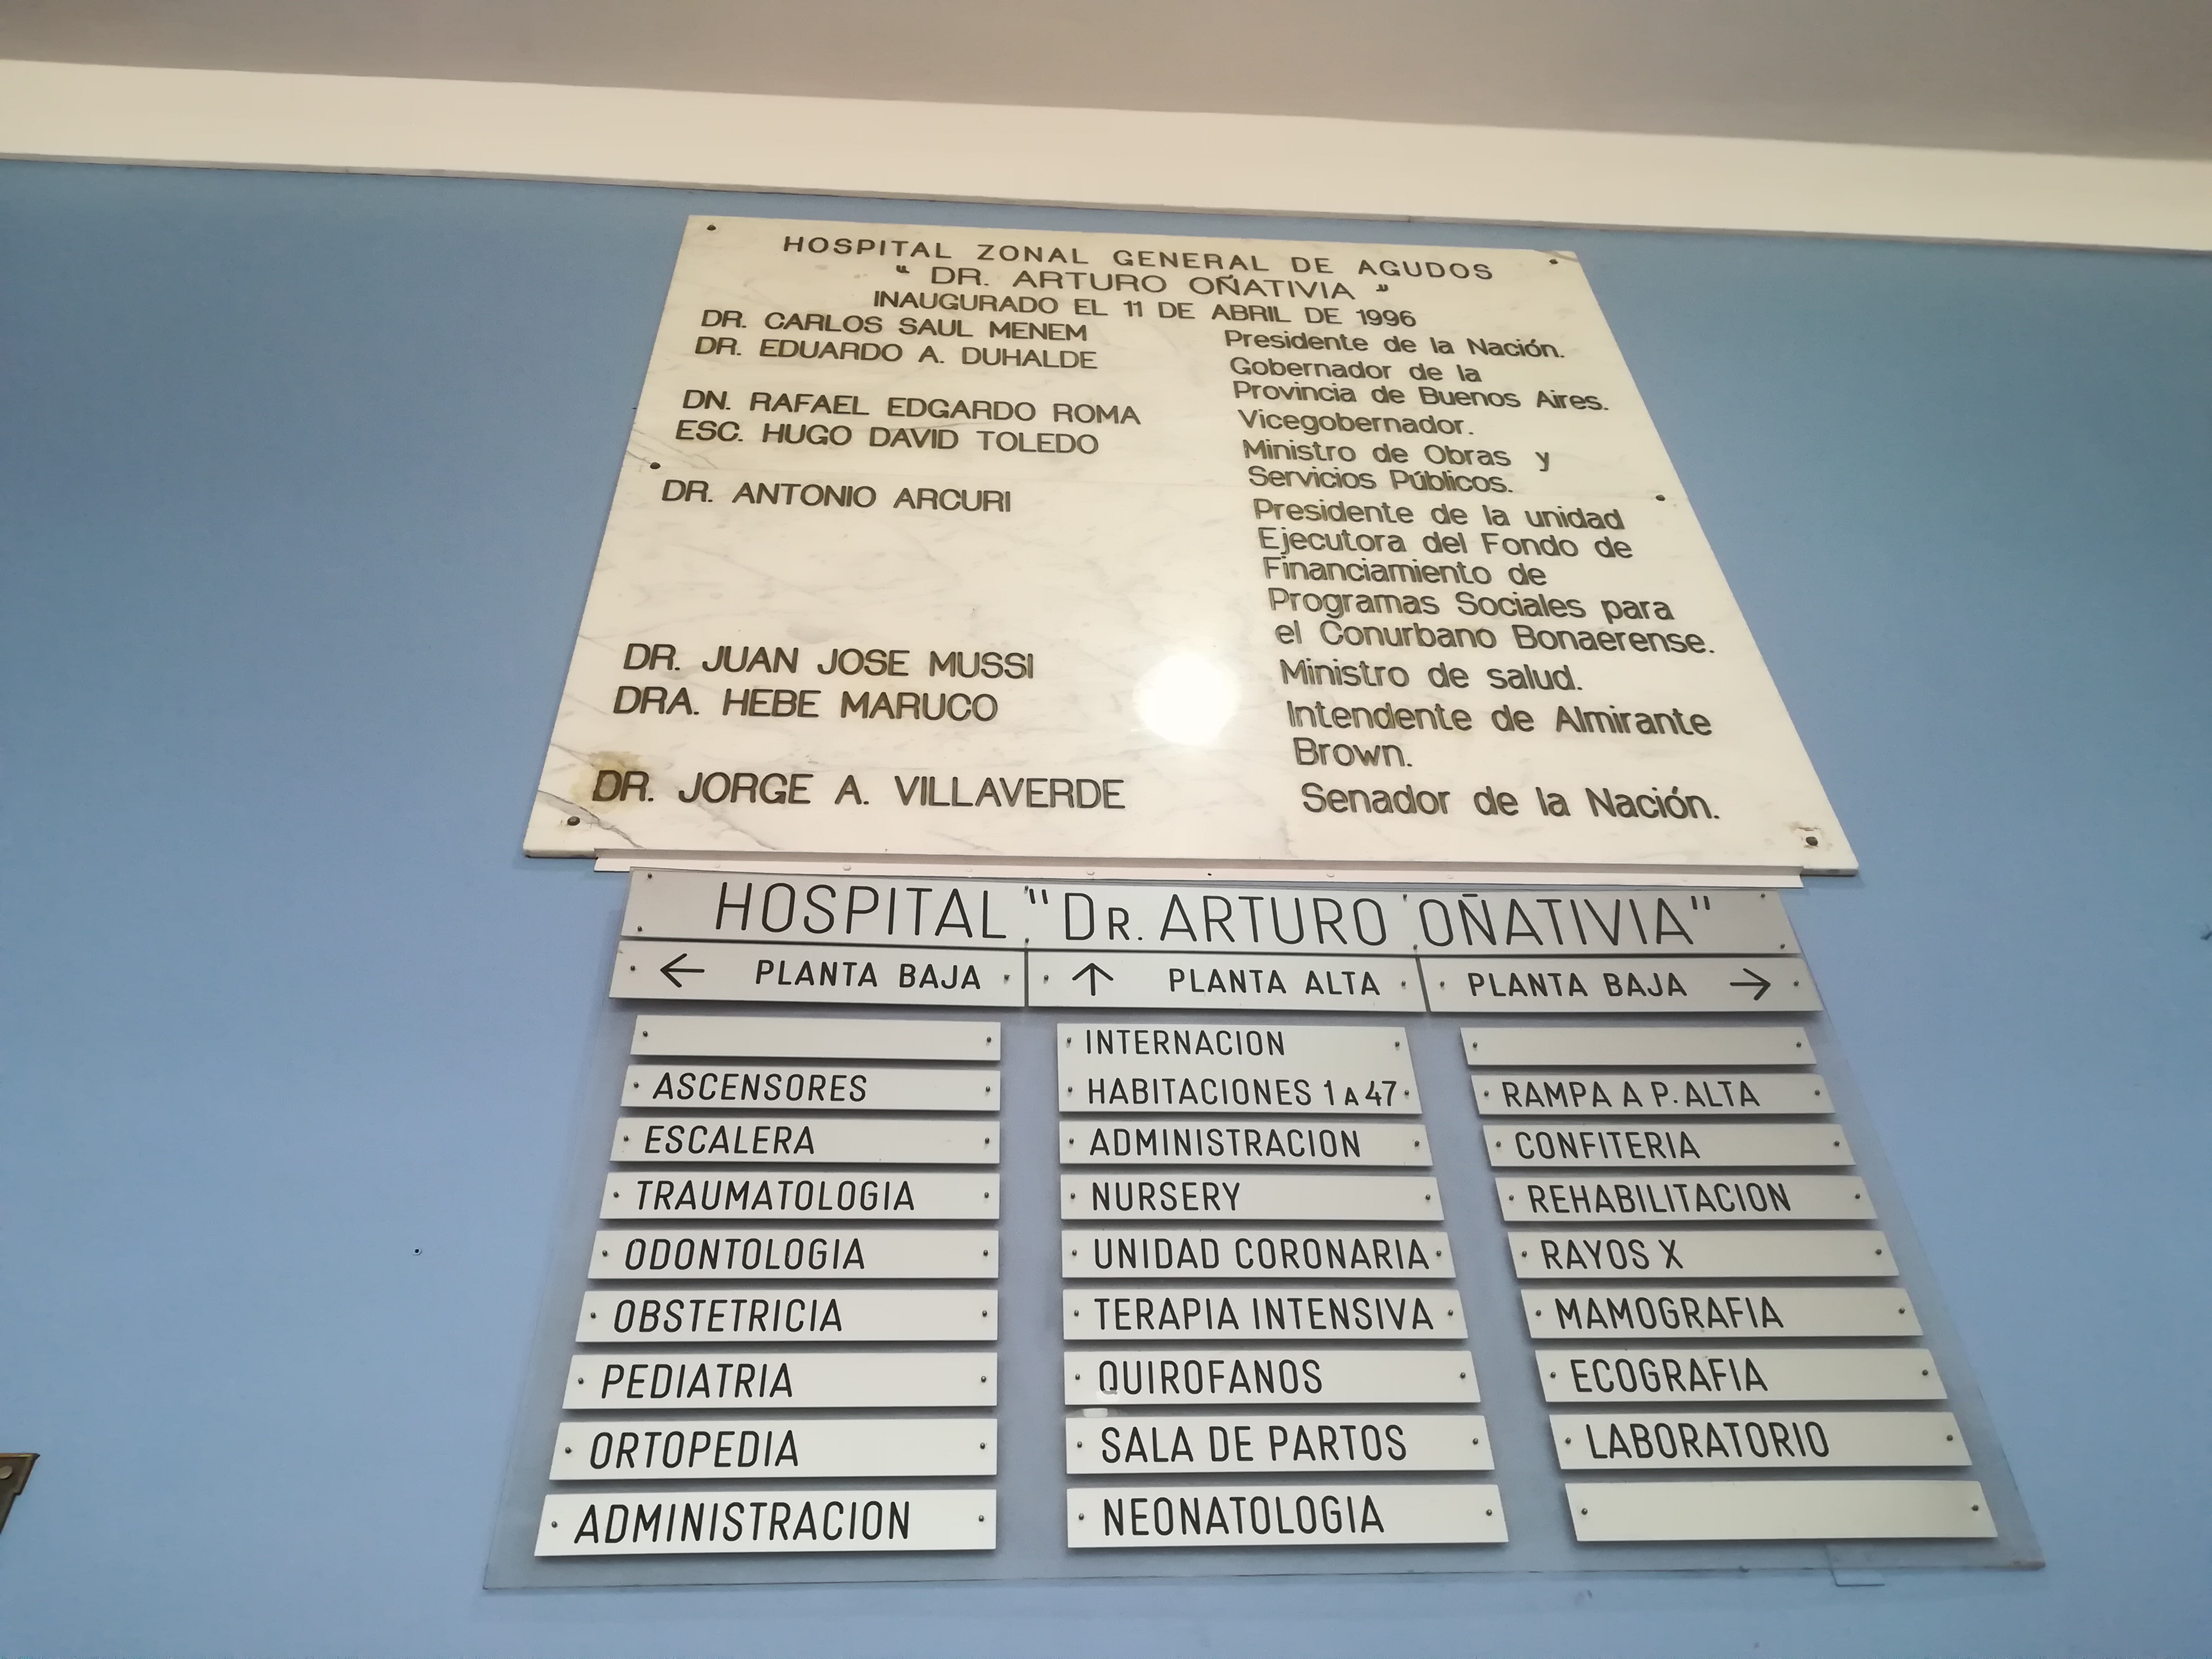 HOSPITAL ZONAL GENERAL DE AGUDOS
"DR. ARTURO OÑATIVIA"
INAUGURADO EL 11 DE ABRIL DE 1996
DR. CARLOS SAUL MENEM Presidente de la Nación.
DR. EDUARDO A. DUHALDE Gobernador de la
Provincia de Buenos Aires.
DN. RAFAEL EDGARDO ROMA Vicegobernador.
ESC. HUGO DAVID TOLEDO Ministro de Obras y
Servicios Públicos.
DR. ANTONIO ARCURI Presidente de la unidad
Ejecutora del Fondo de
Financiamiento de
Programas Sociales para
el Conurbano Bonaerense.
DR. JUAN JOSE MUSSI Ministro de salud.
DRA. HEBE MARUCO Intendente de Almirante
Brown.
DR. JORGE A. VILLAVERDE Senador de la Nación.
HOSPITAL "Dr. ARTURO OÑATIVIA"
← PLANTA BAJA
ASCENSORES
ESCALERA
TRAUMATOLOGIA
ODONTOLOGIA
OBSTETRICIA
PEDIATRIA
ORTOPEDIA
ADMINISTRACION
↑ PLANTA ALTA
INTERNACION
HABITACIONES 1 A 47
ADMINISTRACION
NURSERY
UNIDAD CORONARIA
TERAPIA INTENSIVA
QUIROFANOS
SALA DE PARTOS
NEONATOLOGIA
PLANTA BAJA →
RAMPA A P. ALTA
CONFITERIA
REHABILITACION
RAYOS X
MAMOGRAFIA
ECOGRAFIA
LABORATORIO